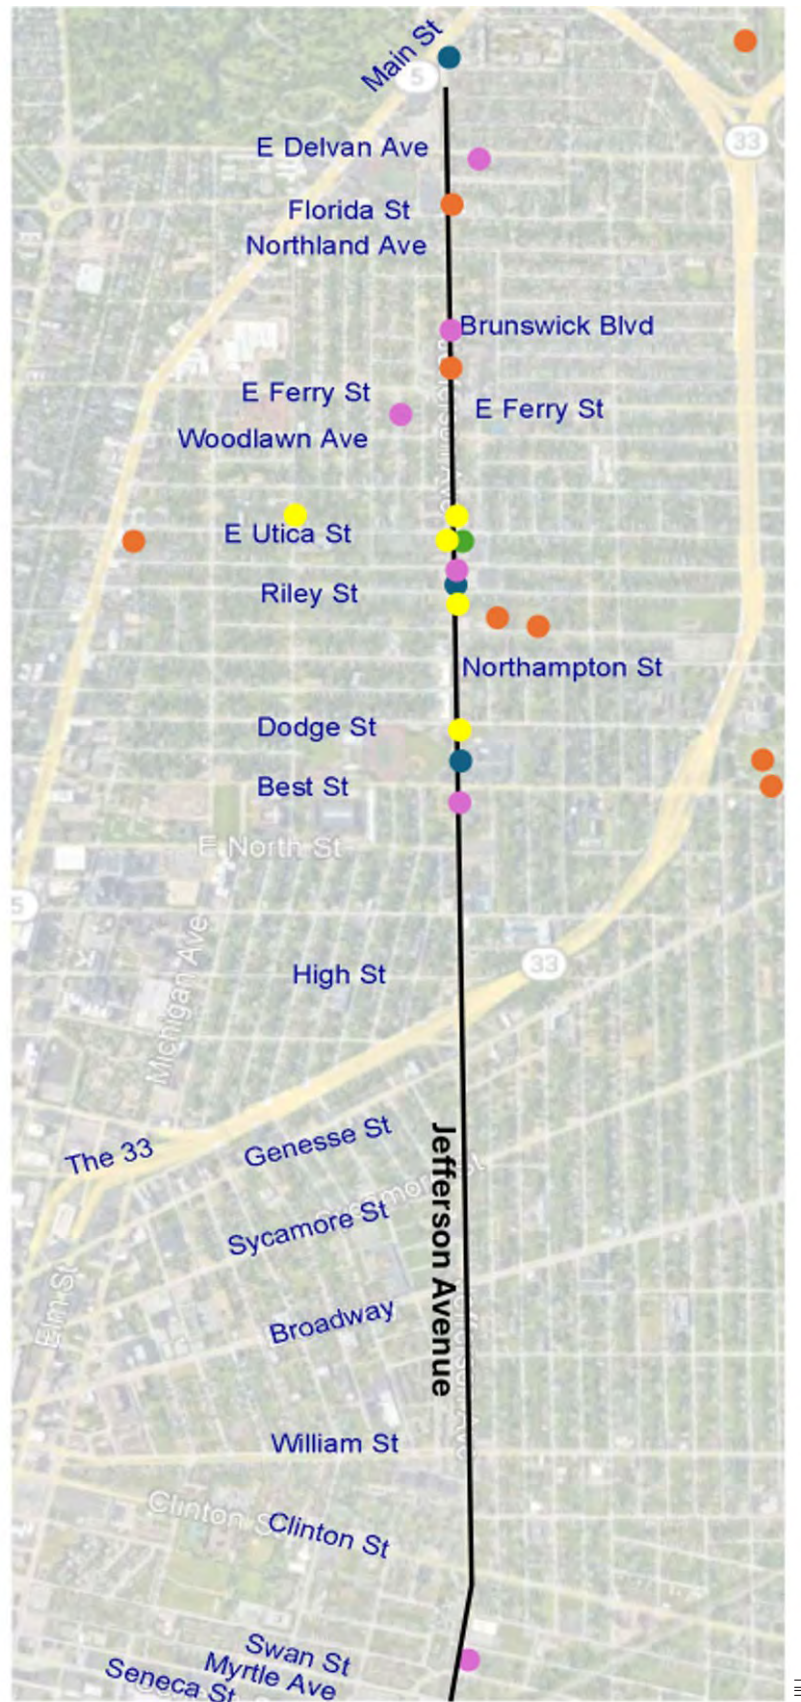 Main St
5
33
E Delvan Ave
Florida St
Northland Ave
Brunswick Blvd
E Ferry St
E Ferry St
Woodlawn Ave
E Utica St
Riley St
Northampton St
Dodge St
Best St
E North St
5
Michigan Ave
High St
33
The 33
Genesse St
Jefferson Avenue
Sycamore St
Elm St
Broadway
William St
Clinton S
Clinton St
Swan St
Myrtle Ave
Seneca St